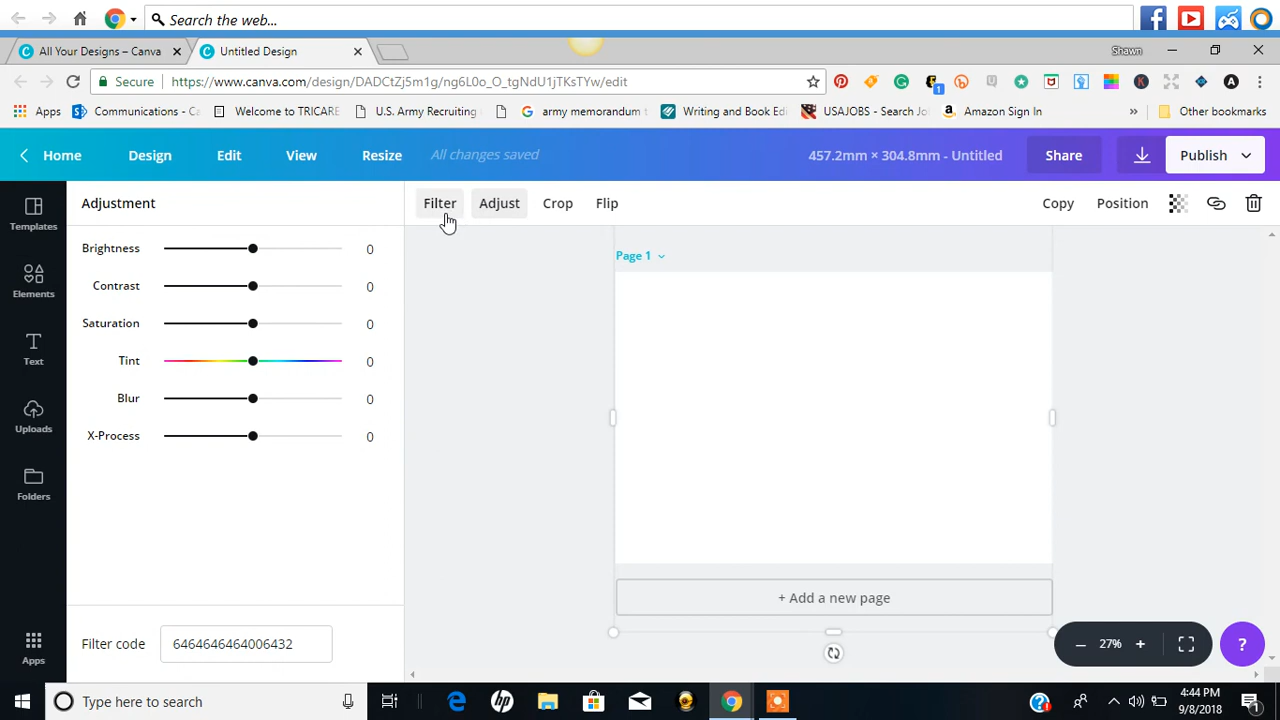 Search the web...
All Your Designs – Canva
Untitled Design
Shawn
Secure https://www.canva.com/design/DADCtZj5m1g/ng6L0o_O_tgNdU1jTKsTYw/edit
Apps Communications - Ca Welcome to TRICARE U.S. Army Recruiting army memorandum t Writing and Book Edi USAJOBS - Search Jo Amazon Sign In » Other bookmarks
Home Design Edit View Resize All changes saved 457.2mm × 304.8mm - Untitled Share Publish
Adjustment Filter Adjust Crop Flip Copy Position
Templates
Elements
Text
Uploads
Folders
Apps
Brightness 0
Contrast 0
Saturation 0
Tint 0
Blur 0
X-Process 0
Filter code 6464646464006432
Page 1
+ Add a new page
– 27% + ?
Type here to search
4:44 PM
9/8/2018